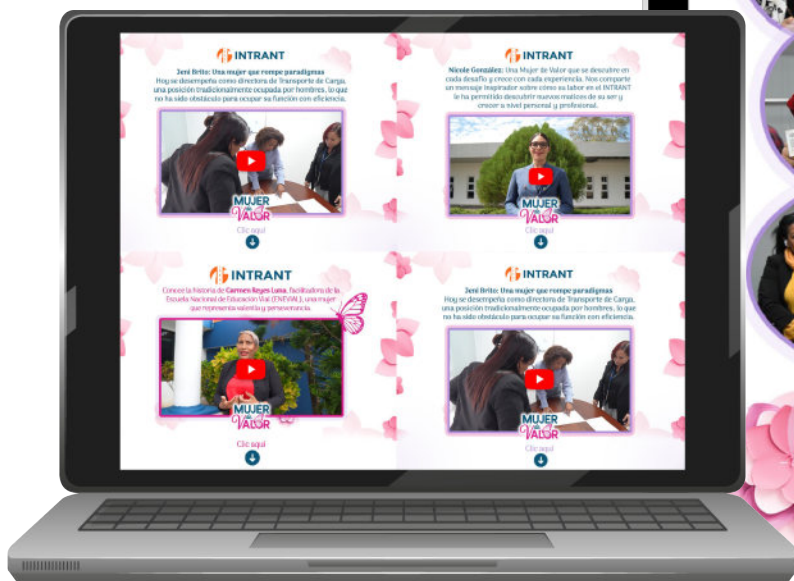 INTRANT
Jeni Brito: Una mujer que rompe paradigmas
Hoy se desempeña como directora de Transporte de Carga,
una posición tradicionalmente ocupada por hombres, lo que
no ha sido obstáculo para ocupar su función con eficiencia.
MUJER
de VALOR
Clic aquí
INTRANT
Nicole González: Una Mujer de Valor que se descubre en
cada desafío y crece con cada experiencia. Nos comparte
un mensaje inspirador sobre cómo su labor en el INTRANT
le ha permitido descubrir nuevos matices de su ser y
crecer a nivel personal y profesional.
MUJER
de VALOR
Clic aquí
INTRANT
Conoce la historia de Carmen Reyes Luna, facilitadora de la
Escuela Nacional de Educación Vial (ENEVIAL), una mujer
que representa valentía y perseverancia.
MUJER
de VALOR
Clic aquí
INTRANT
Jeni Brito: Una mujer que rompe paradigmas
Hoy se desempeña como directora de Transporte de Carga,
una posición tradicionalmente ocupada por hombres, lo que
no ha sido obstáculo para ocupar su función con eficiencia.
MUJER
de VALOR
Clic aquí